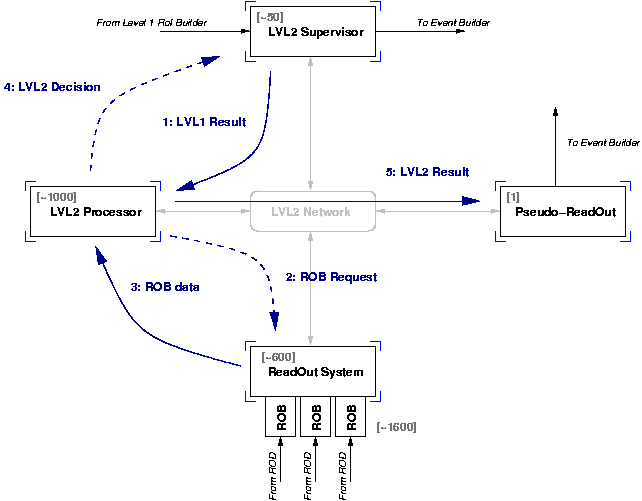 From Level 1 RoI Builder
[~50]
LVL2 Supervisor
To Event Builder
4: LVL2 Decision
1: LVL1 Result
To Event Builder
5: LVL2 Result
[~1000]
LVL2 Processor
LVL2 Network
[1]
Pseudo–ReadOut
3: ROB data
2: ROB Request
[~600]
ReadOut System
ROB
ROB
ROB
[~1600]
From ROD
From ROD
From ROD